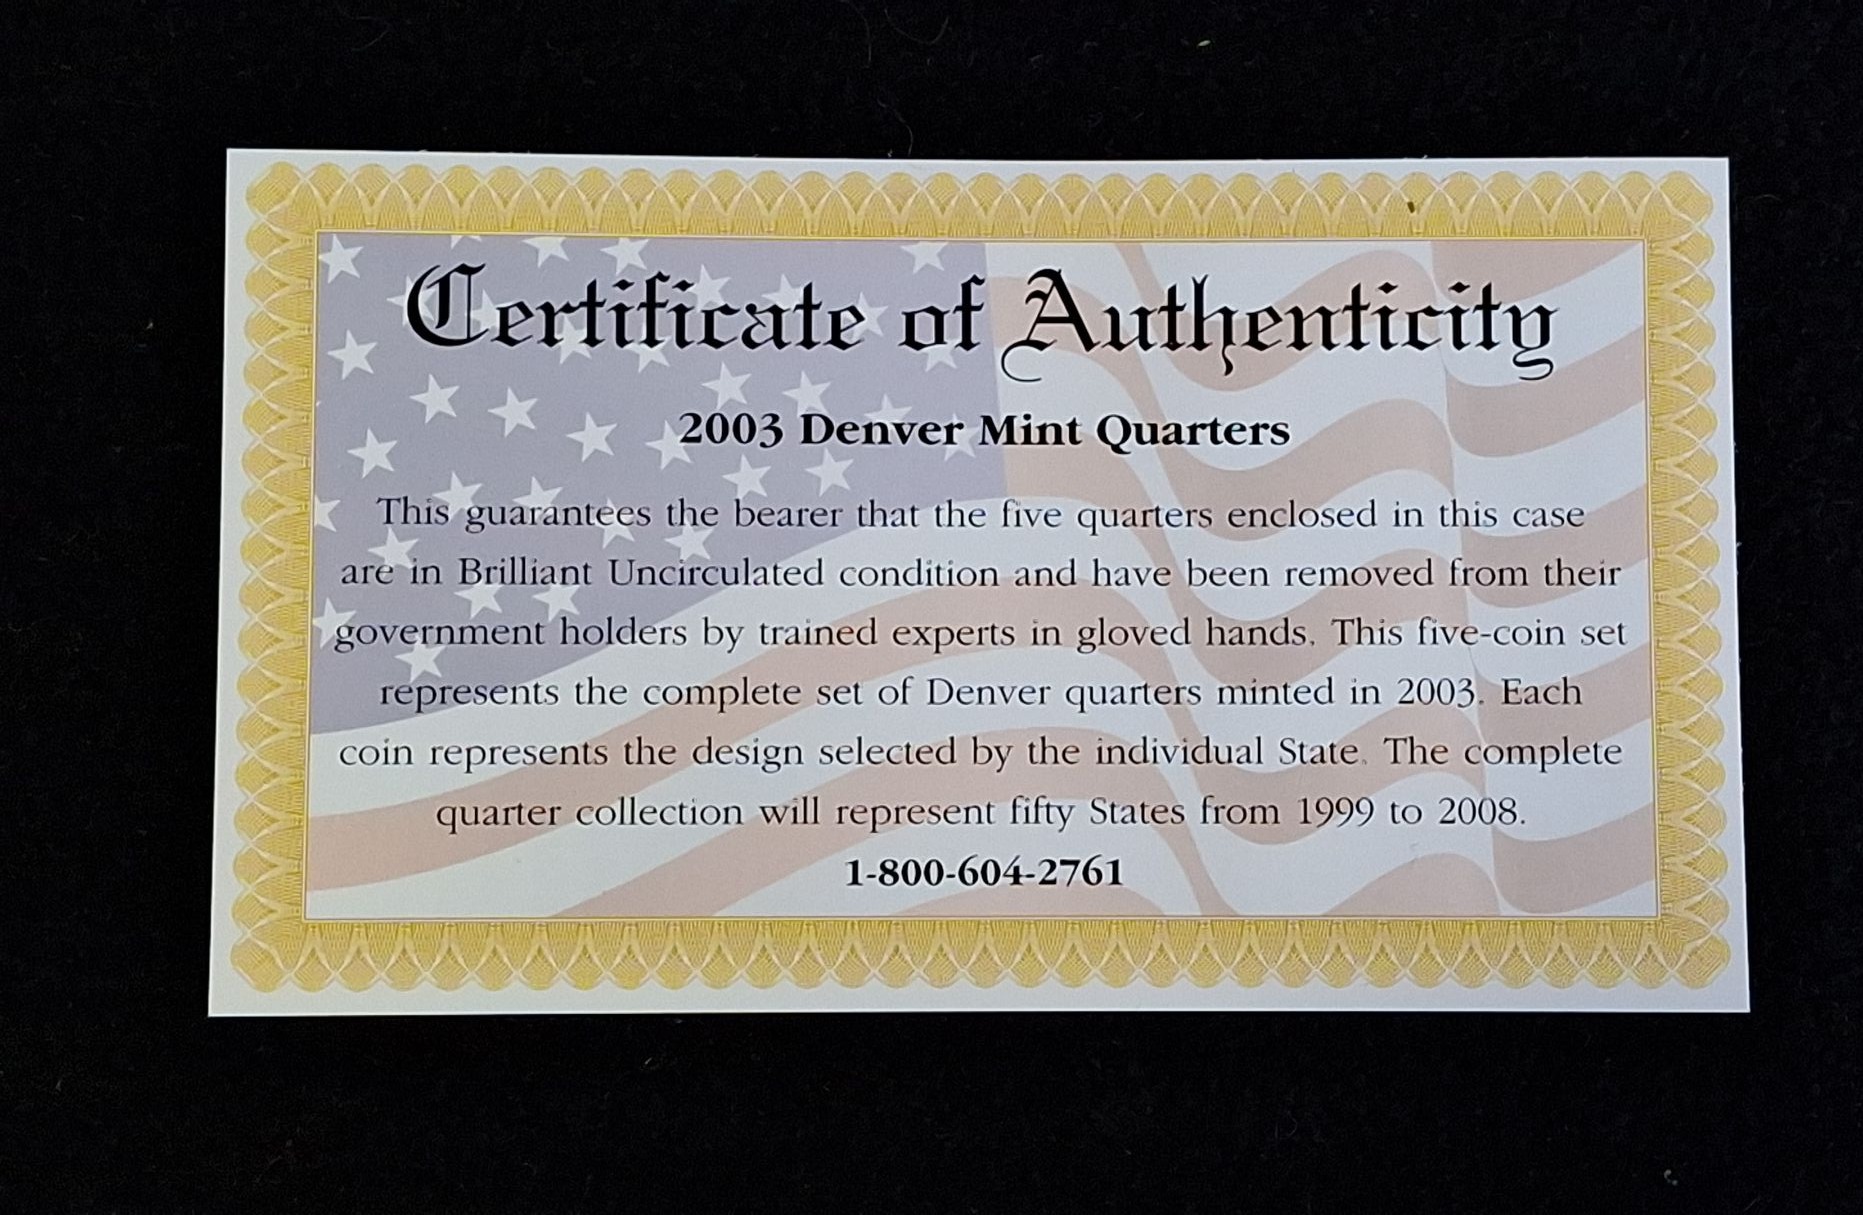 Certificate of Authenticity
2003 Denver Mint Quarters
This guarantees the bearer that the five quarters enclosed in this case
are in Brilliant Uncirculated condition and have been removed from their
government holders by trained experts in gloved hands. This five-coin set
represents the complete set of Denver quarters minted in 2003. Each
coin represents the design selected by the individual State. The complete
quarter collection will represent fifty States from 1999 to 2008.
1-800-604-2761